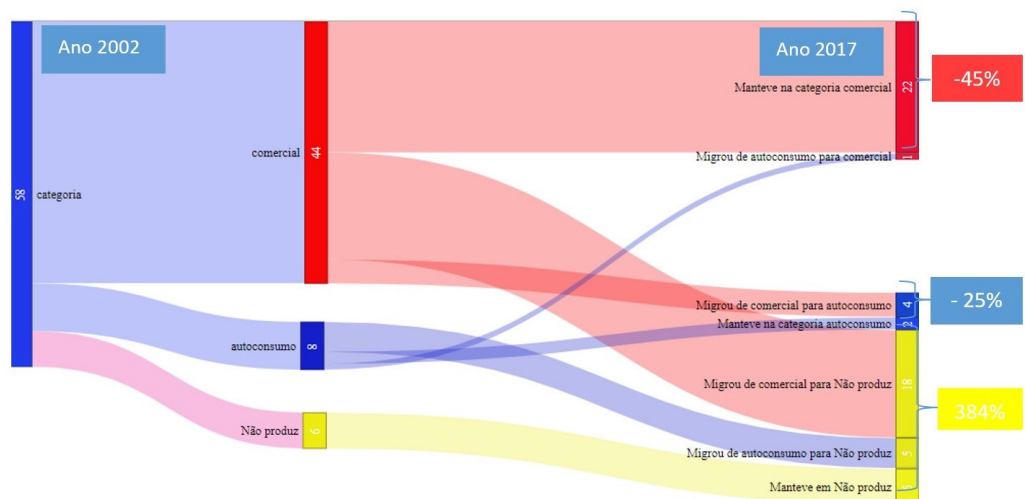 Ano 2002
Ano 2017
-45%
22
Manteve na categoria comercial
comercial
44
Migrou de autoconsumo para comercial
1
58
categoria
- 25%
Migrou de comercial para autoconsumo
4
Manteve na categoria autoconsumo
2
autoconsumo
8
Migrou de comercial para Não produz
18
384%
Não produz
6
Migrou de autoconsumo para Não produz
5
Manteve em Não produz